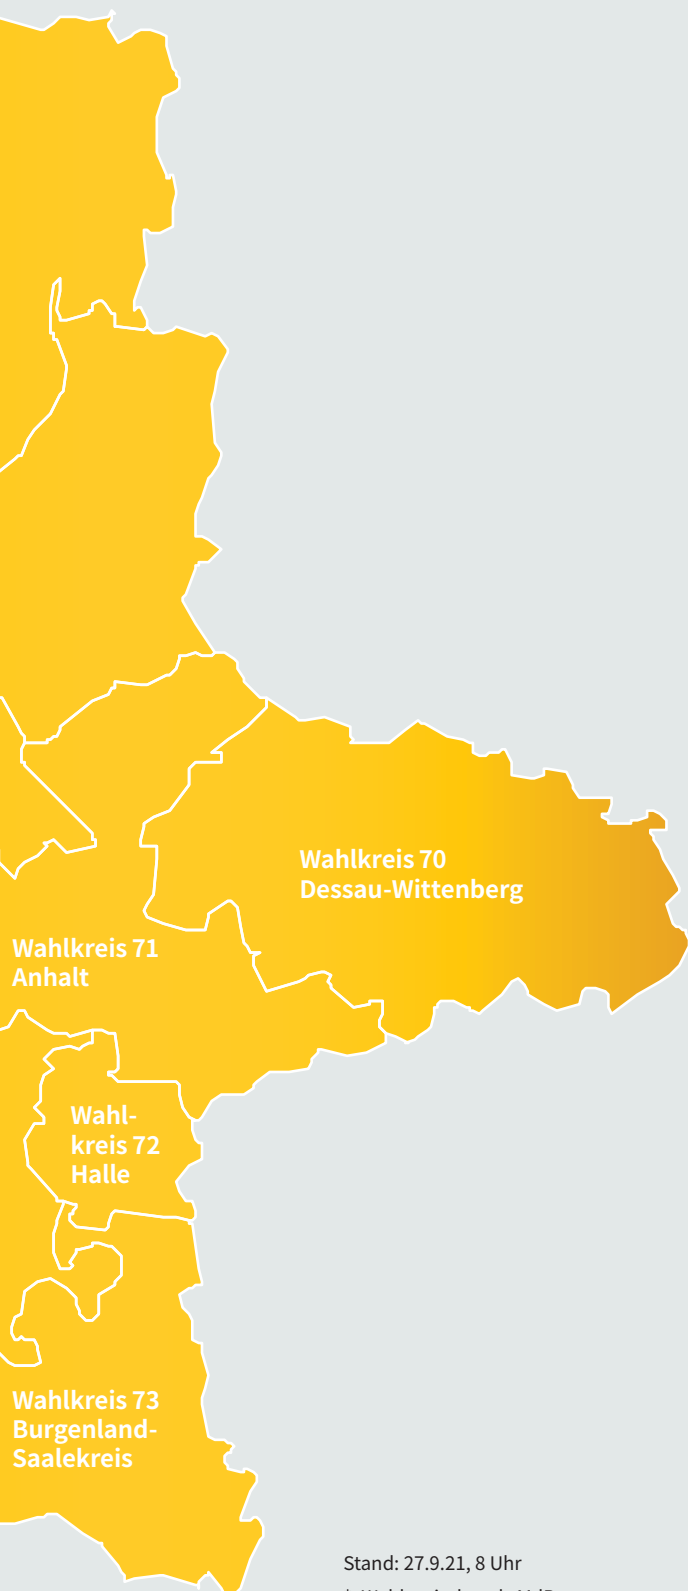 Wahlkreis 70
Dessau-Wittenberg
Wahlkreis 71
Anhalt
Wahl-
kreis 72
Halle
Wahlkreis 73
Burgenland-
Saalekreis
Stand: 27.9.21, 8 Uhr